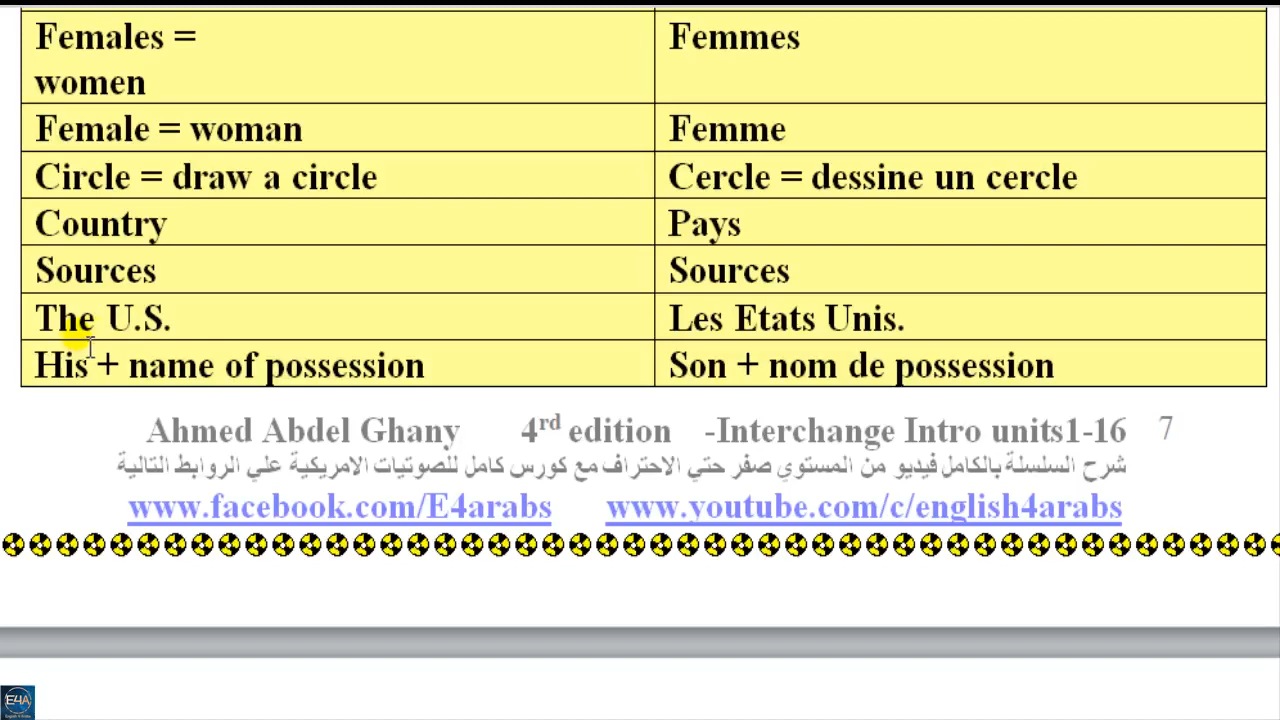 Females =
women
Femmes
Female = woman
Femme
Circle = draw a circle
Cercle = dessine un cercle
Country
Pays
Sources
Sources
The U.S.
Les Etats Unis.
His + name of possession
Son + nom de possession
Ahmed Abdel Ghany 4rd edition -Interchange Intro units1-16 7
شرح السلسلة بالكامل فيديو من المستوي صفر حتي الاحتراف مع كورس كامل للصوتيات الامريكية علي الروابط التالية
www.facebook.com/E4arabs www.youtube.com/c/english4arabs
E4A